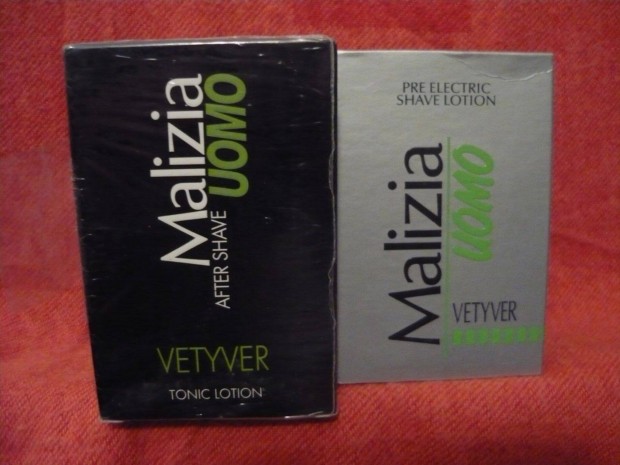 Malizia
UOMO
AFTER SHAVE
VETYVER
TONIC LOTION
PRE ELECTRIC
SHAVE LOTION
Malizia
UOMO
VETYVER